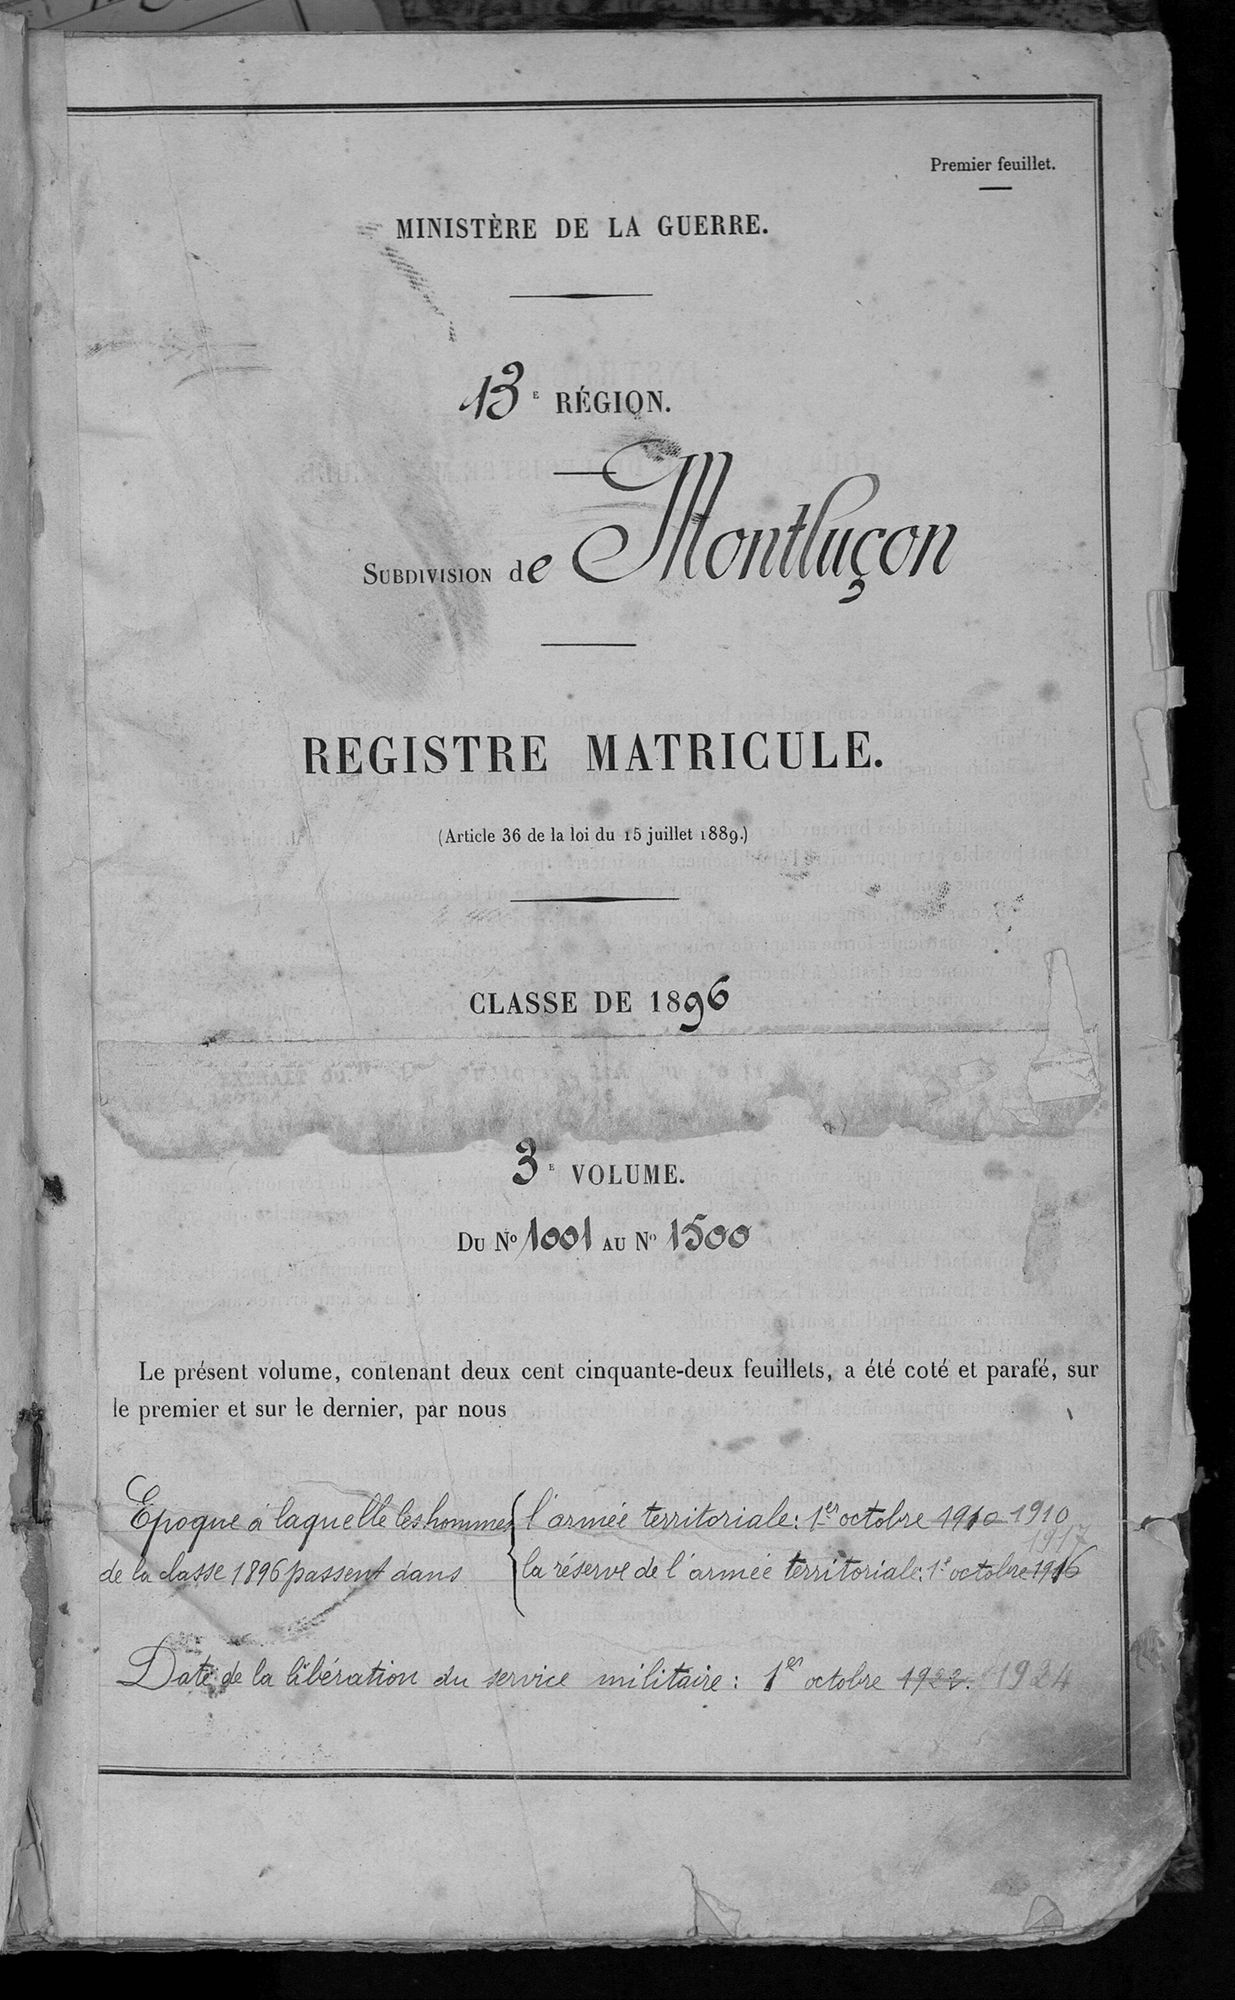 Premier feuillet.
MINISTÈRE DE LA GUERRE.
13E RÉGION.
SUBDIVISION de Montluçon
REGISTRE MATRICULE.
(Article 36 de la loi du 15 juillet 1889.)
CLASSE DE 1896
3E VOLUME.
DU No 1001 AU No 1500
Le présent volume, contenant deux cent cinquante-deux feuillets, a été coté et parafé, sur
le premier et sur le dernier, par nous
Epoque à laquelle les hommes { l'armée territoriale : 1er octobre 1910 1910
1917
de la classe 1896 passent dans la réserve de l'armée territoriale : 1er octobre 1916
Date de la libération du service militaire : 1er octobre 1922. 1924